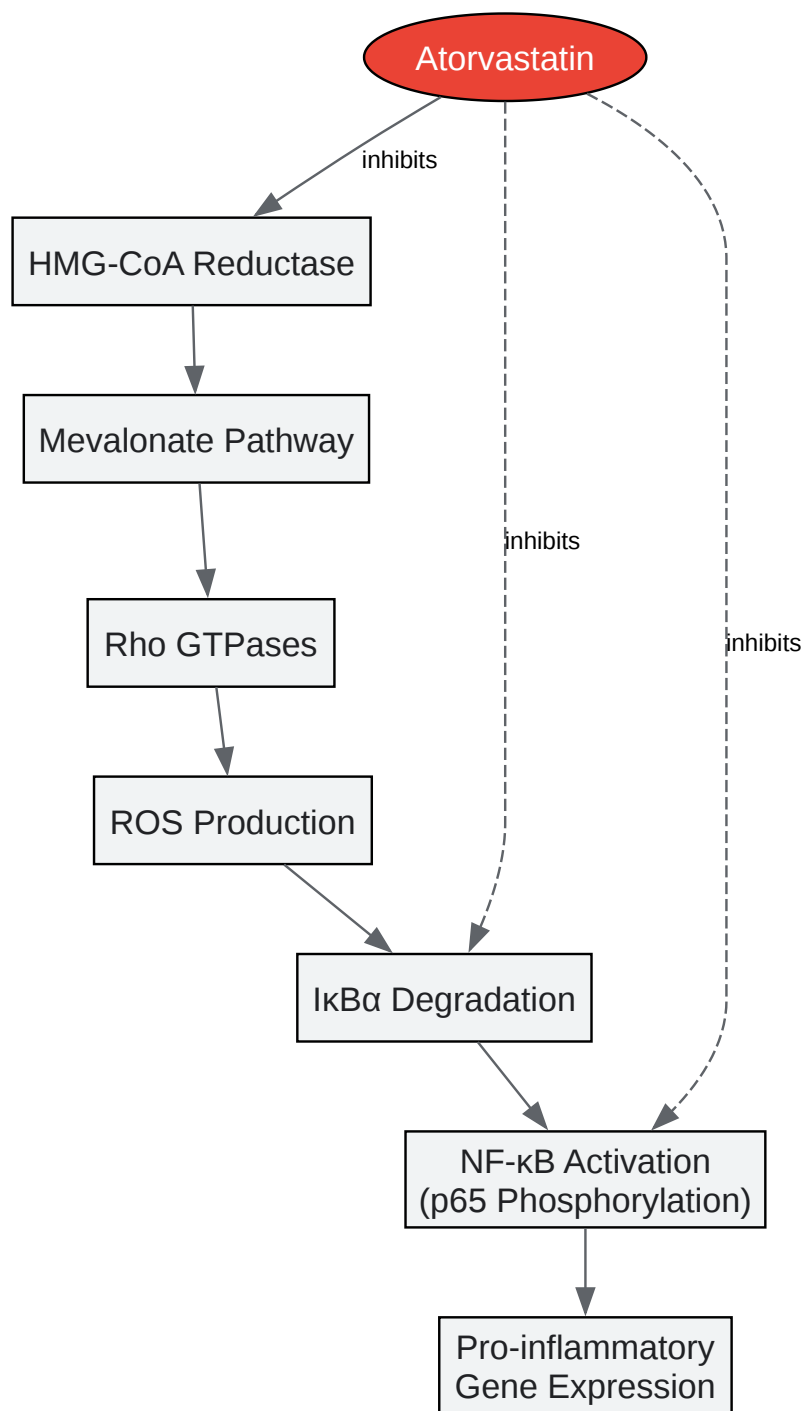 Atorvastatin
inhibits
HMG-CoA Reductase
Mevalonate Pathway
inhibits
Rho GTPases
inhibits
ROS Production
IκBα Degradation
NF-κB Activation
(p65 Phosphorylation)
Pro-inflammatory
Gene Expression